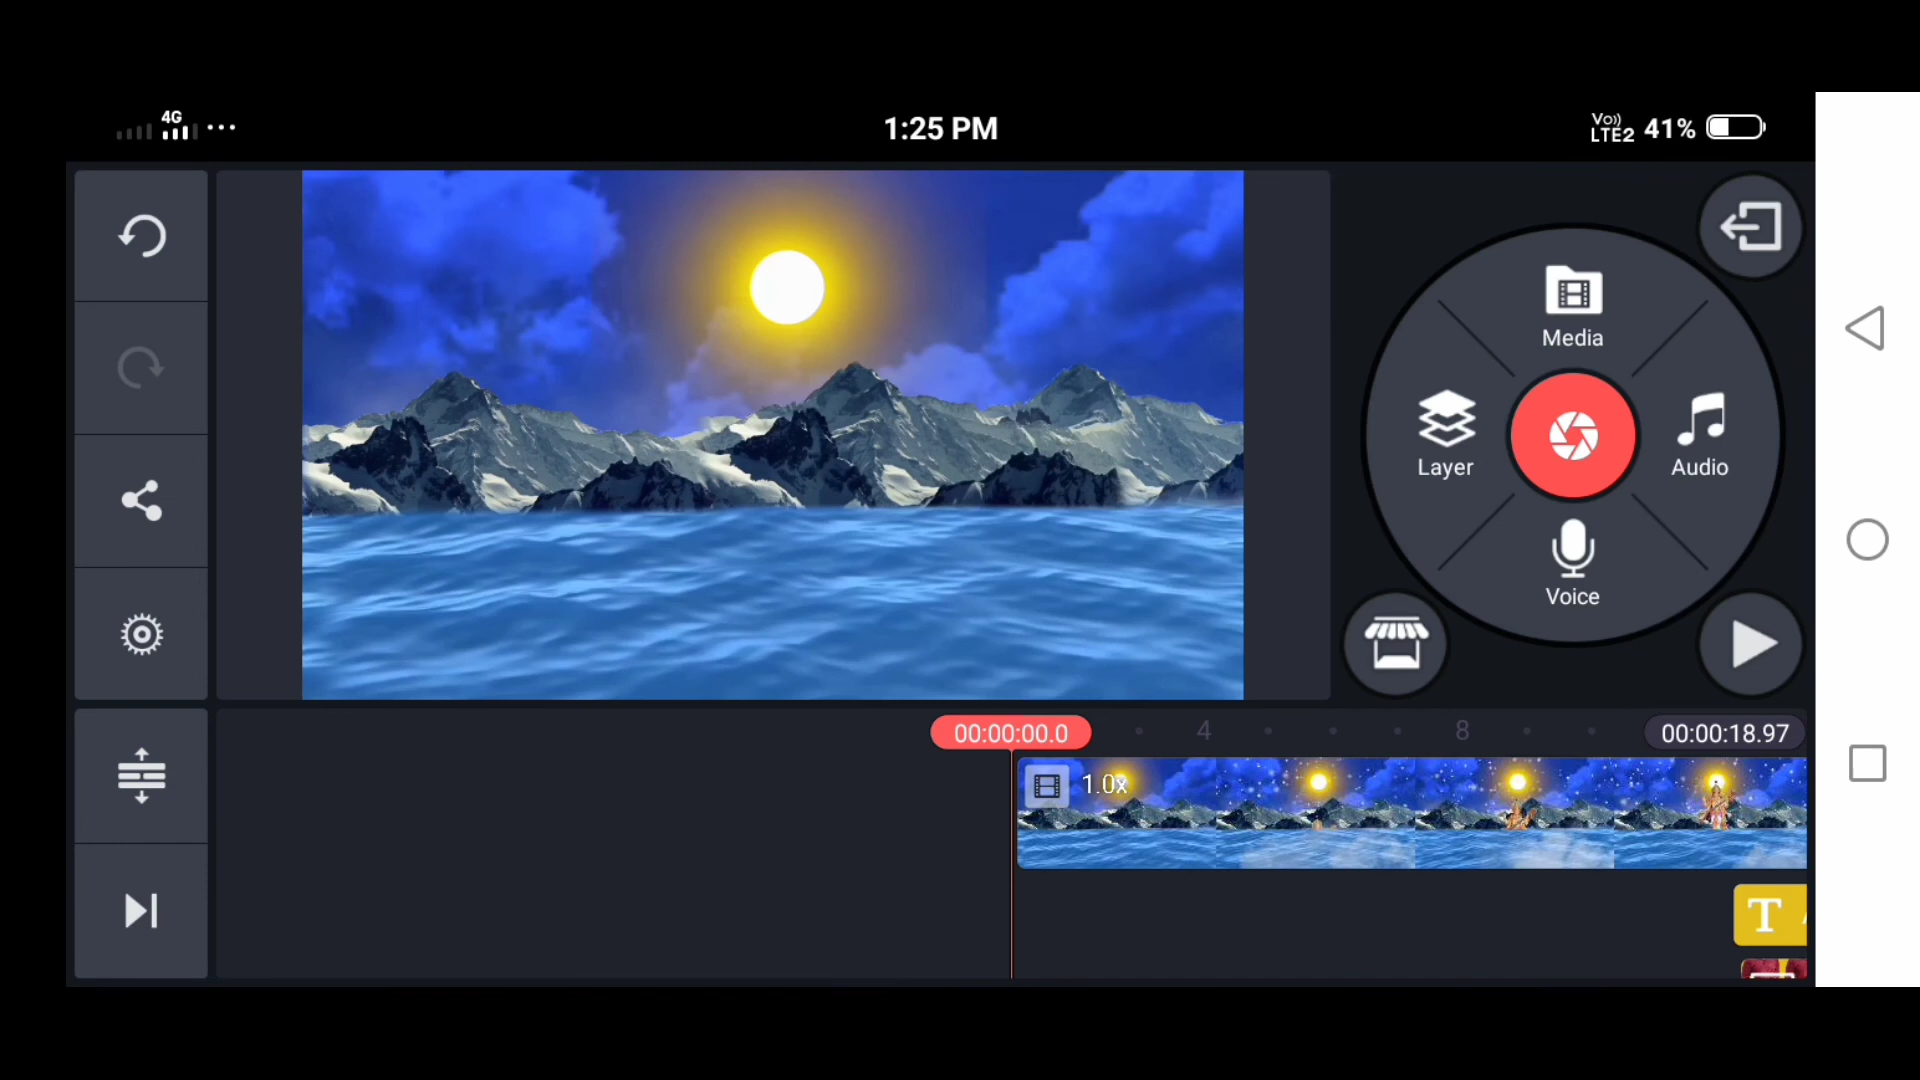 4G
1:25 PM
Vo)) LTE2 41%
Media
Layer
Audio
Voice
00:00:00.0
4
8
00:00:18.97
1.0x
T